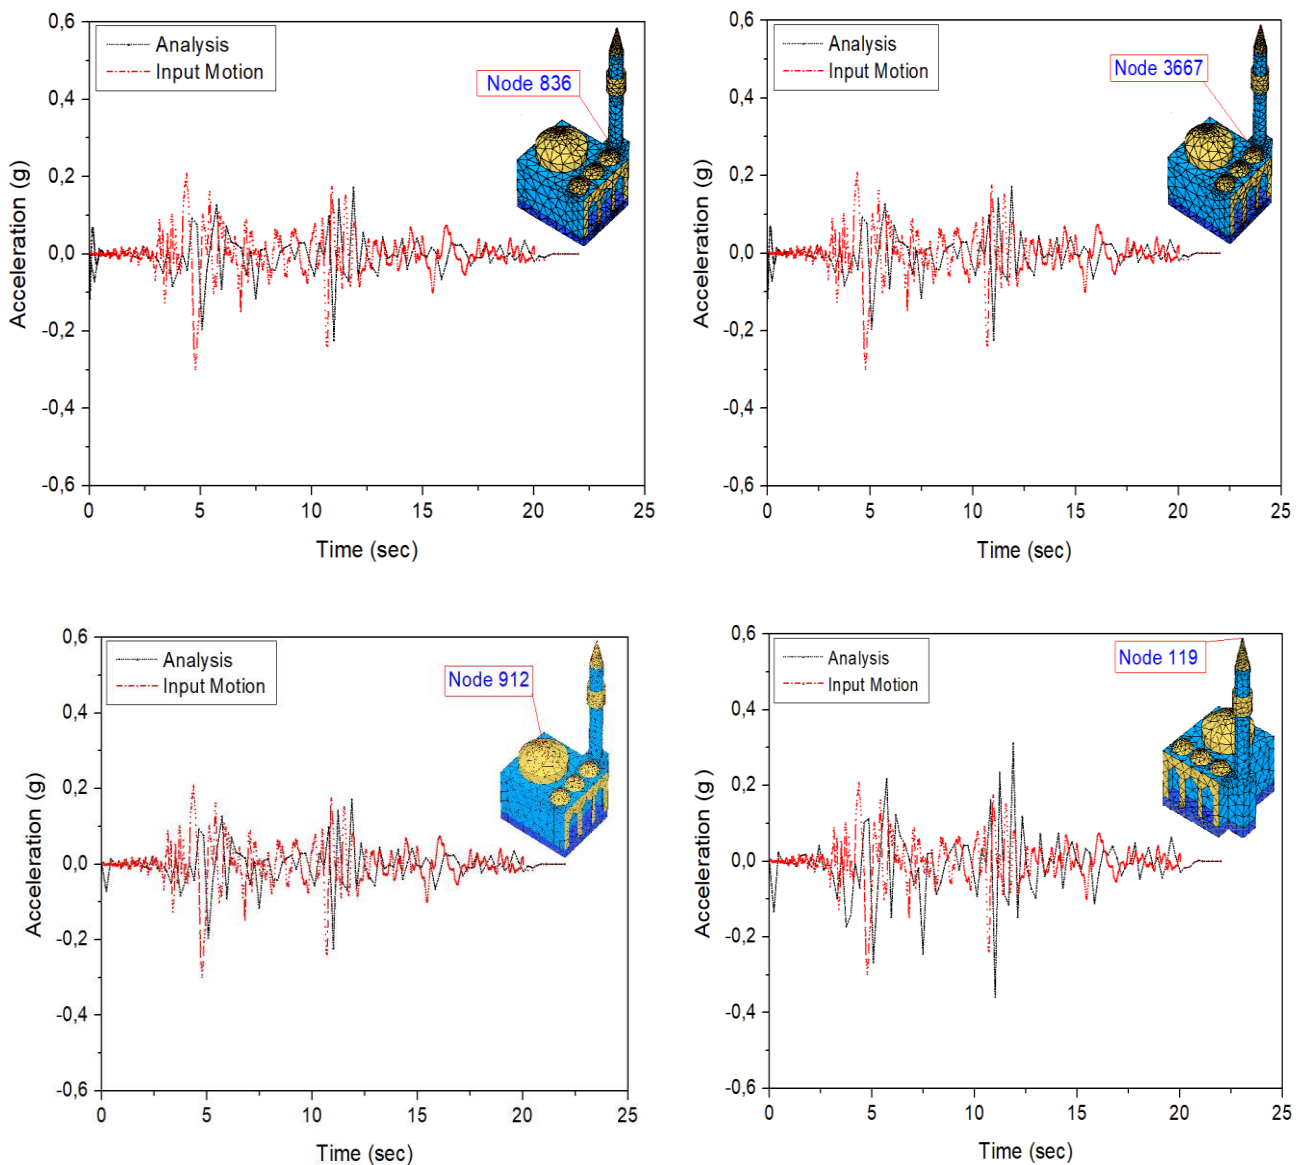 0,6
Analysis
Input Motion
Node 836
0,4
0,2
0,0
-0,2
-0,4
-0,6
Acceleration (g)
0 5 10 15 20 25
Time (sec)
0,6
Analysis
Input Motion
Node 3667
0,4
0,2
0,0
-0,2
-0,4
-0,6
Acceleration (g)
0 5 10 15 20 25
Time (sec)
0,6
Analysis
Input Motion
Node 912
0,4
0,2
0,0
-0,2
-0,4
-0,6
Acceleration (g)
0 5 10 15 20 25
Time (sec)
0,6
Analysis
Input Motion
Node 119
0,4
0,2
0,0
-0,2
-0,4
-0,6
Acceleration (g )
0 5 10 15 20 25
Time (sec)